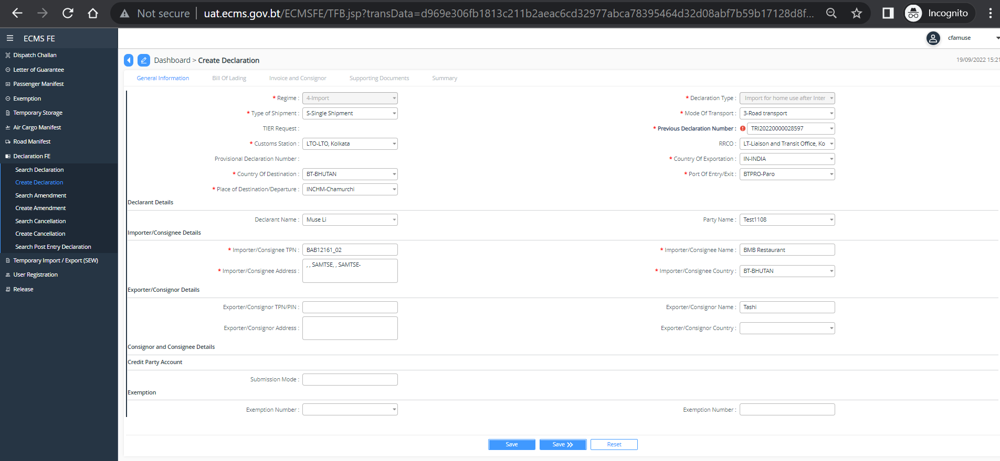 Not secure | uat.ecms.gov.bt/ECMSFE/TFB.jsp?transData=d969e306fb1813c211b2aeac6cd32977abca78395464d32d08abf7b59b17128d8f...
Incognito
ECMS FE
cfamuse
Dispatch Challan
Letter of Guarantee
Passenger Manifest
Exemption
Temporary Storage
Air Cargo Manifest
Road Manifest
Declaration FE
Search Declaration
Create Declaration
Search Amendment
Create Amendment
Search Cancellation
Create Cancellation
Search Post Entry Declaration
Temporary Import / Export (SEW)
User Registration
Release
Dashboard > Create Declaration
19/09/2022 15:21
General Information Bill Of Lading Invoice and Consignor Supporting Documents Summary
* Regime : 4-Import * Declaration Type : Import for home use after Inter
* Type of Shipment : S-Single Shipment * Mode Of Transport : 3-Road transport
TIER Request : * Previous Declaration Number : TRI20220000028597
* Customs Station : LTO-LTO, Kolkata RRCO : LT-Liaison and Transit Office, Ko
Provisional Declaration Number : * Country Of Exportation : IN-INDIA
* Country Of Destination : BT-BHUTAN * Port Of Entry/Exit : BTPRO-Paro
* Place of Destination/Departure : INCHM-Chamurchi
Declarant Details
Declarant Name : Muse Li Party Name : Test1108
Importer/Consignee Details
* Importer/Consignee TPN : BAB12161_02 * Importer/Consignee Name : BMB Restaurant
* Importer/Consignee Address : , , SAMTSE, , SAMTSE- * Importer/Consignee Country : BT-BHUTAN
Exporter/Consignor Details
Exporter/Consignor TPN/PIN : Exporter/Consignor Name : Tashi
Exporter/Consignor Address : Exporter/Consignor Country :
Consignor and Consignee Details
Credit Party Account
Submission Mode :
Exemption
Exemption Number : Exemption Number :
Save Save Reset